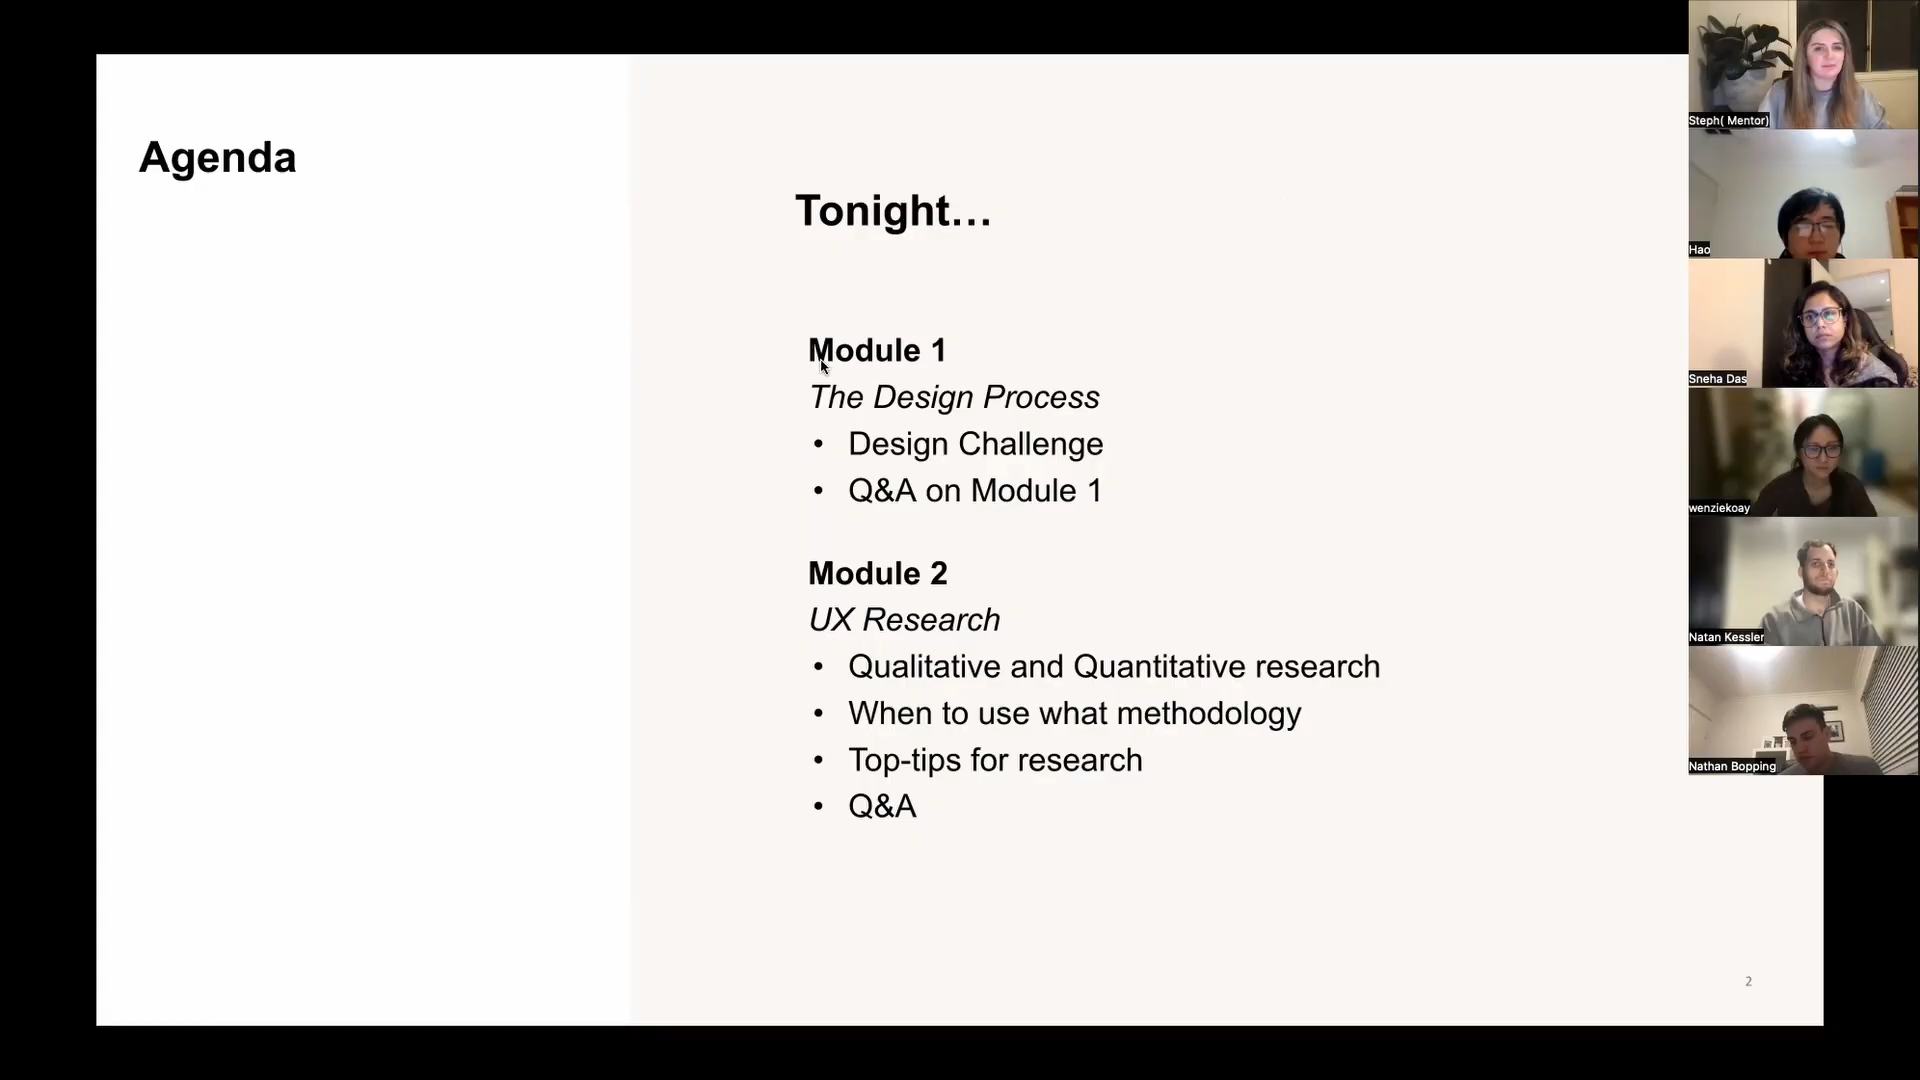 Agenda
Tonight…
Module 1
The Design Process
• Design Challenge
• Q&A on Module 1
Module 2
UX Research
• Qualitative and Quantitative research
• When to use what methodology
• Top-tips for research
• Q&A
2
Steph( Mentor)
Hao
Sneha Das
wenziekoay
Natan Kessler
Nathan Bopping